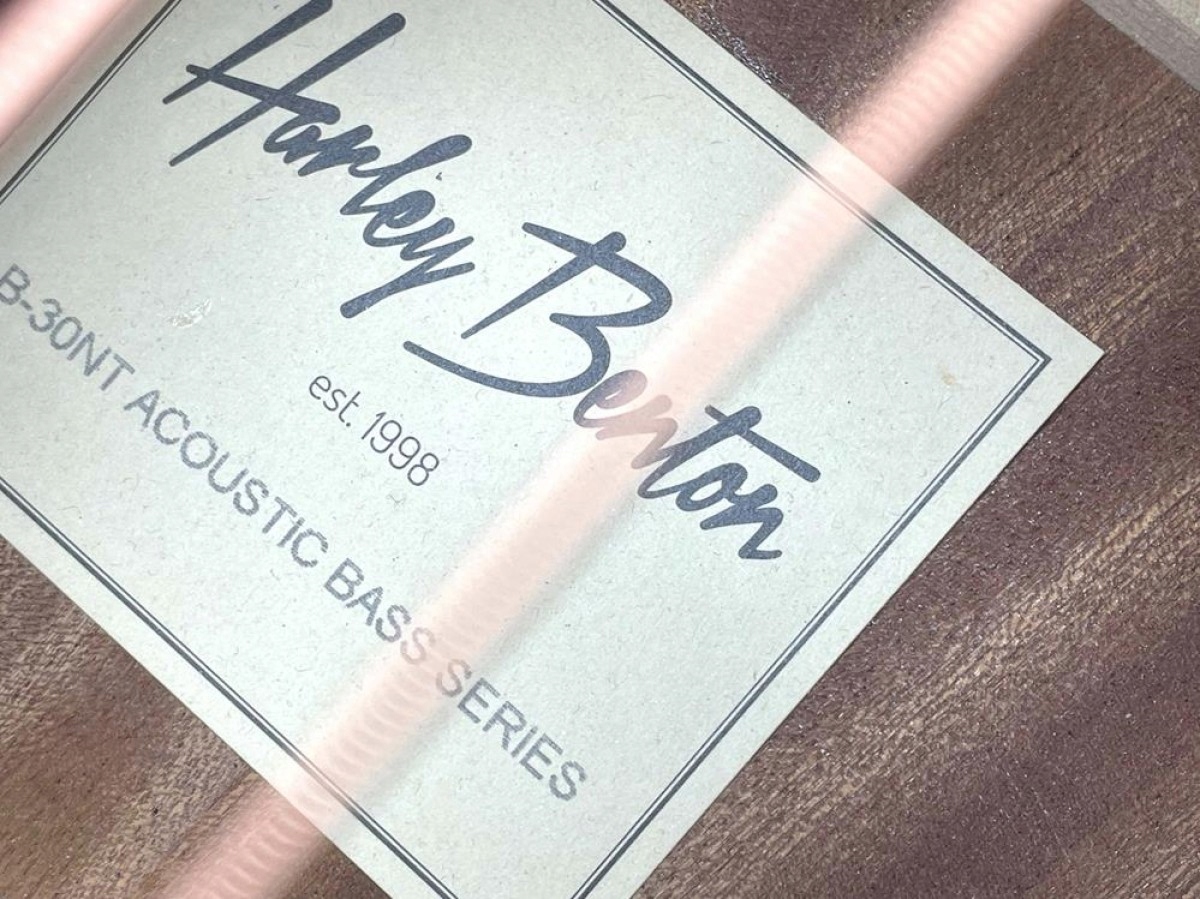 Harley Benton
est. 1998
B-30NT ACOUSTIC BASS SERIES